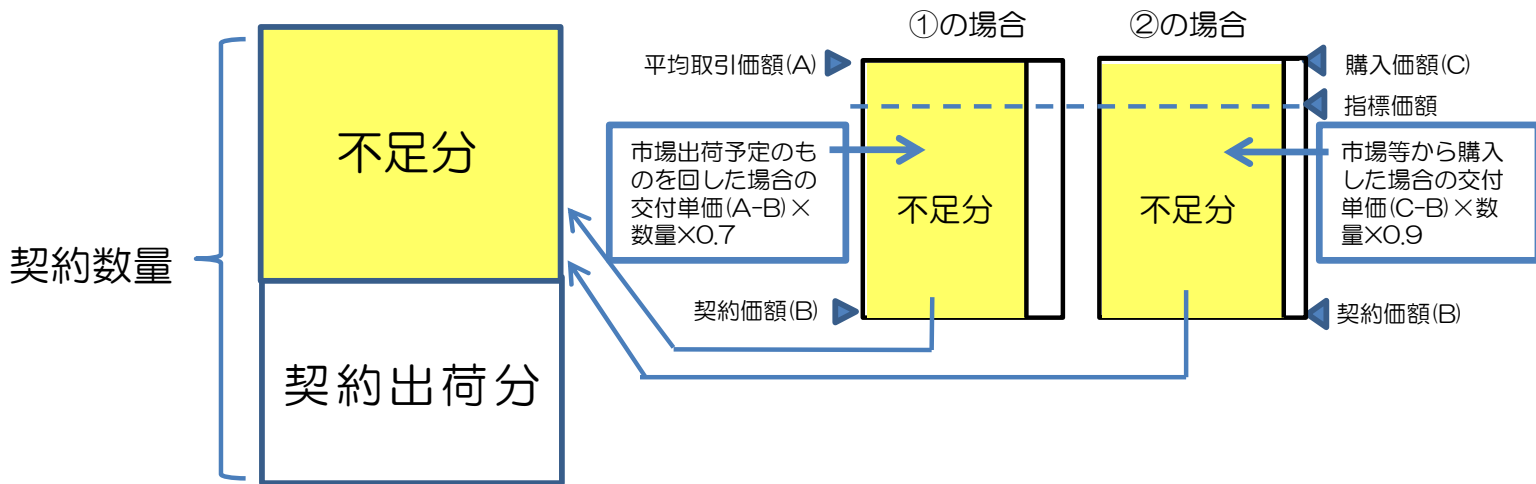 ①の場合
②の場合
平均取引価額(A)
購入価額(C)
指標価額
不足分
市場出荷予定のも
のを回した場合の
交付単価(A-B)×
数量×0.7
不足分
不足分
市場等から購入
した場合の交付
単価(C-B)×数
量×0.9
契約数量
契約価額(B)
契約価額(B)
契約出荷分